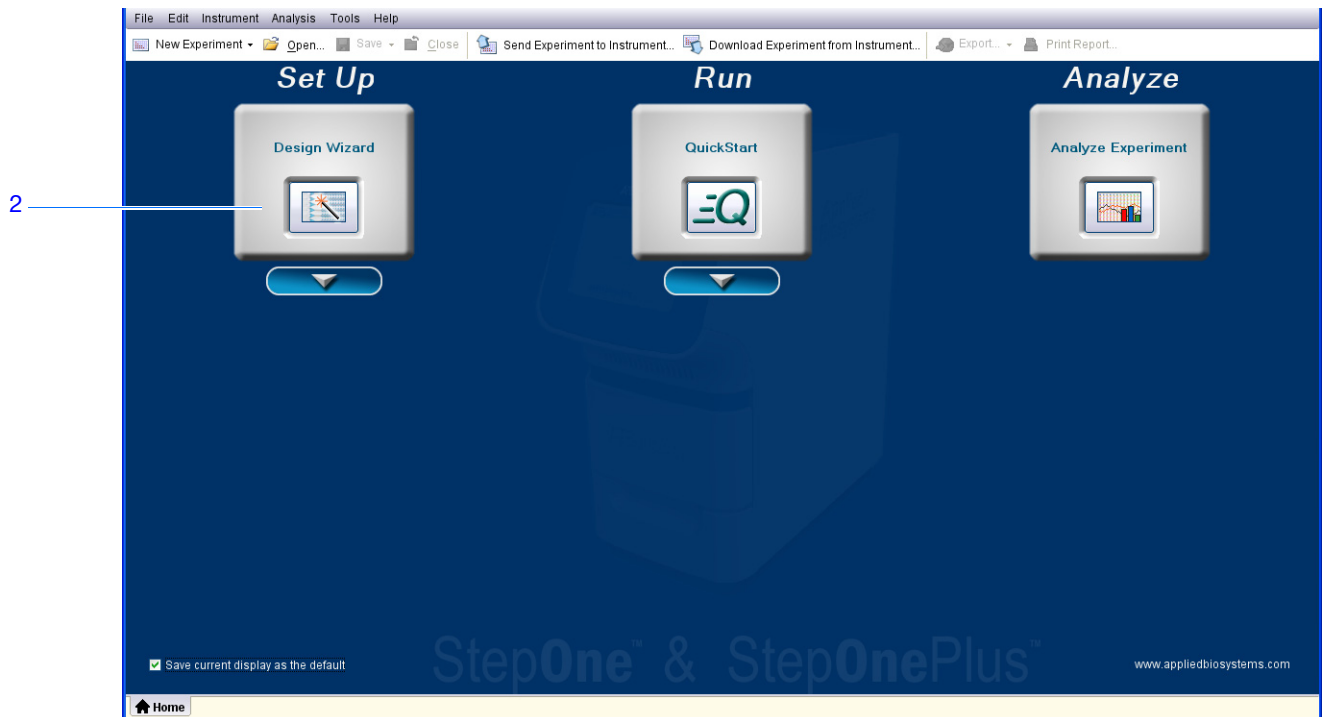 File Edit Instrument Analysis Tools Help
New Experiment Open... Save Close Send Experiment to Instrument... Download Experiment from Instrument... Export... Print Report...
Set Up Run Analyze
Design Wizard QuickStart Analyze Experiment
2
=Q
StepOne™ & StepOnePlus™
Save current display as the default www.appliedbiosystems.com
Home